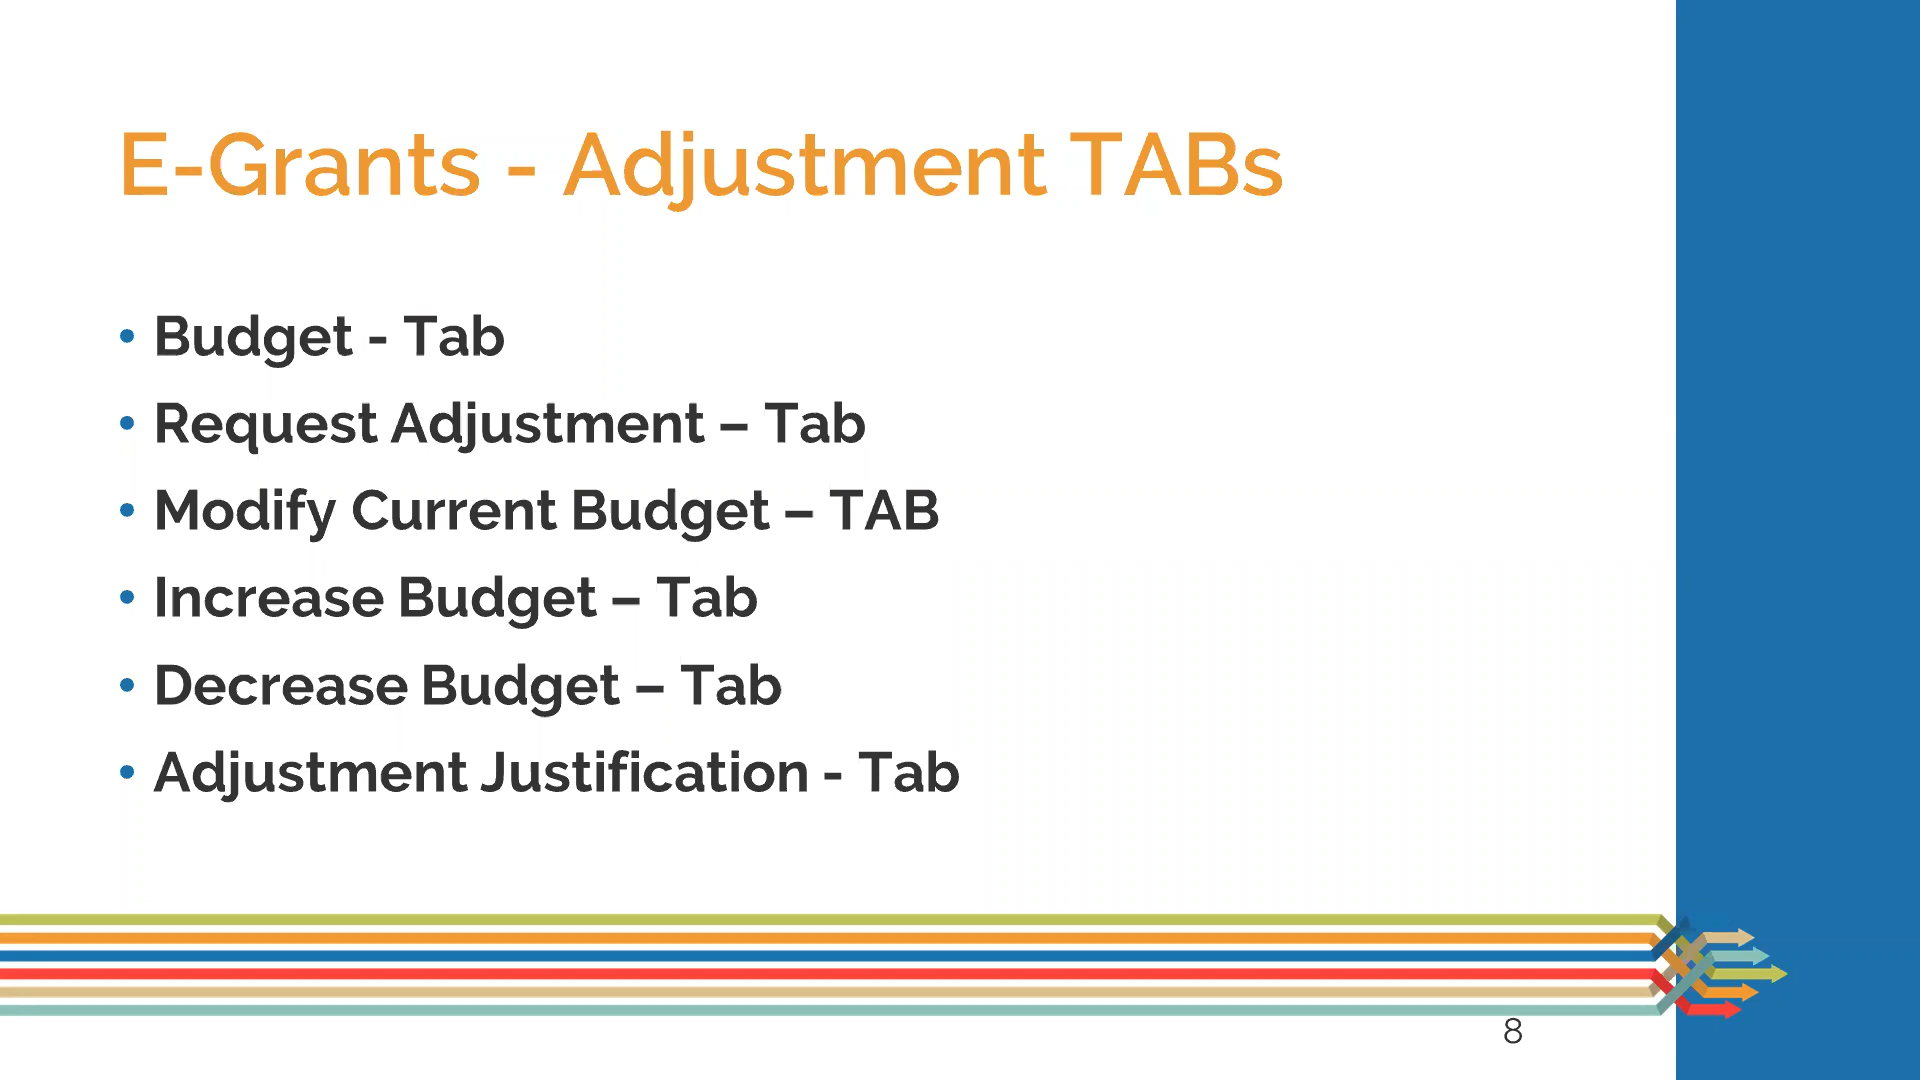 E-Grants - Adjustment TABs
• Budget - Tab
• Request Adjustment – Tab
• Modify Current Budget – TAB
• Increase Budget – Tab
• Decrease Budget – Tab
• Adjustment Justification - Tab
8